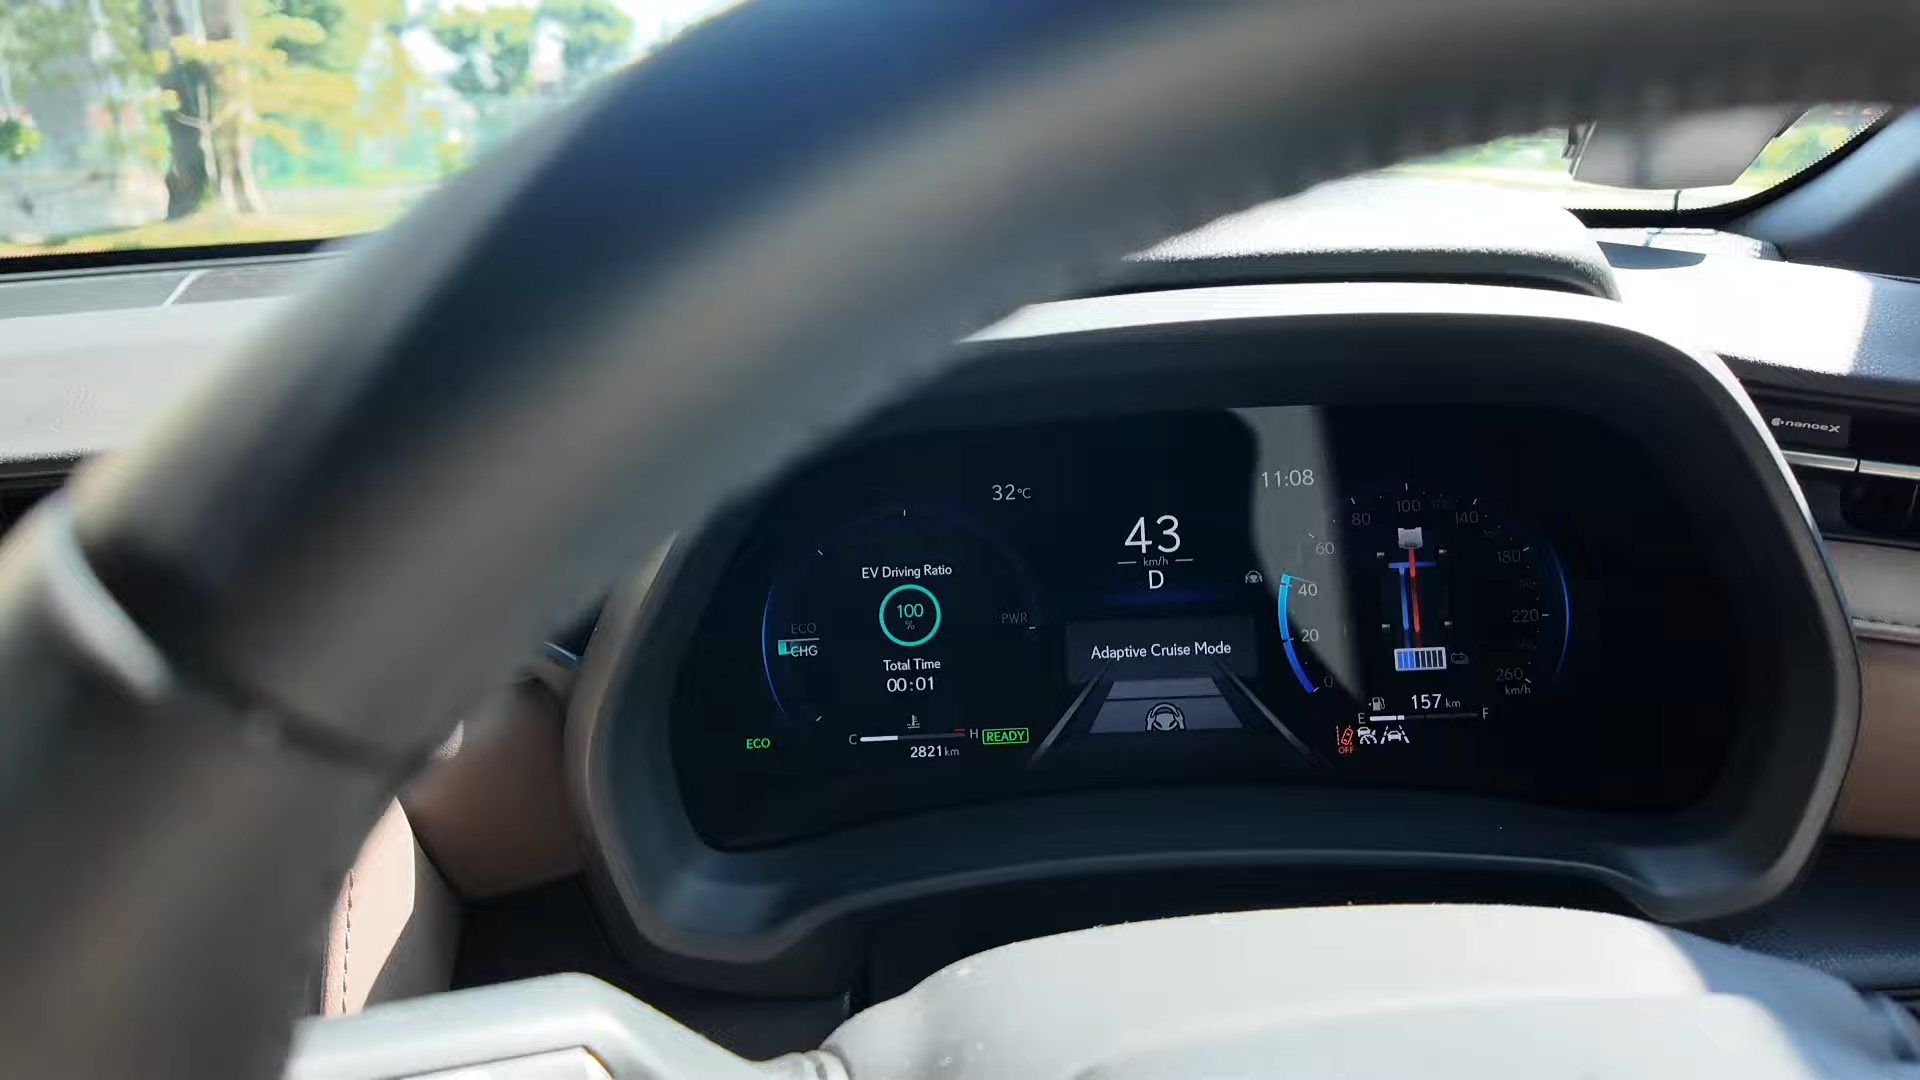 nanoeX
32°C
11:08
43
km/h
D
EV Driving Ratio
100
%
Total Time
00:01
ECO
CHG
PWR
Adaptive Cruise Mode
0
20
40
60
80
100
140
180
220
260
km/h
157 km
E
F
OFF
ECO
C
H
READY
2821 km